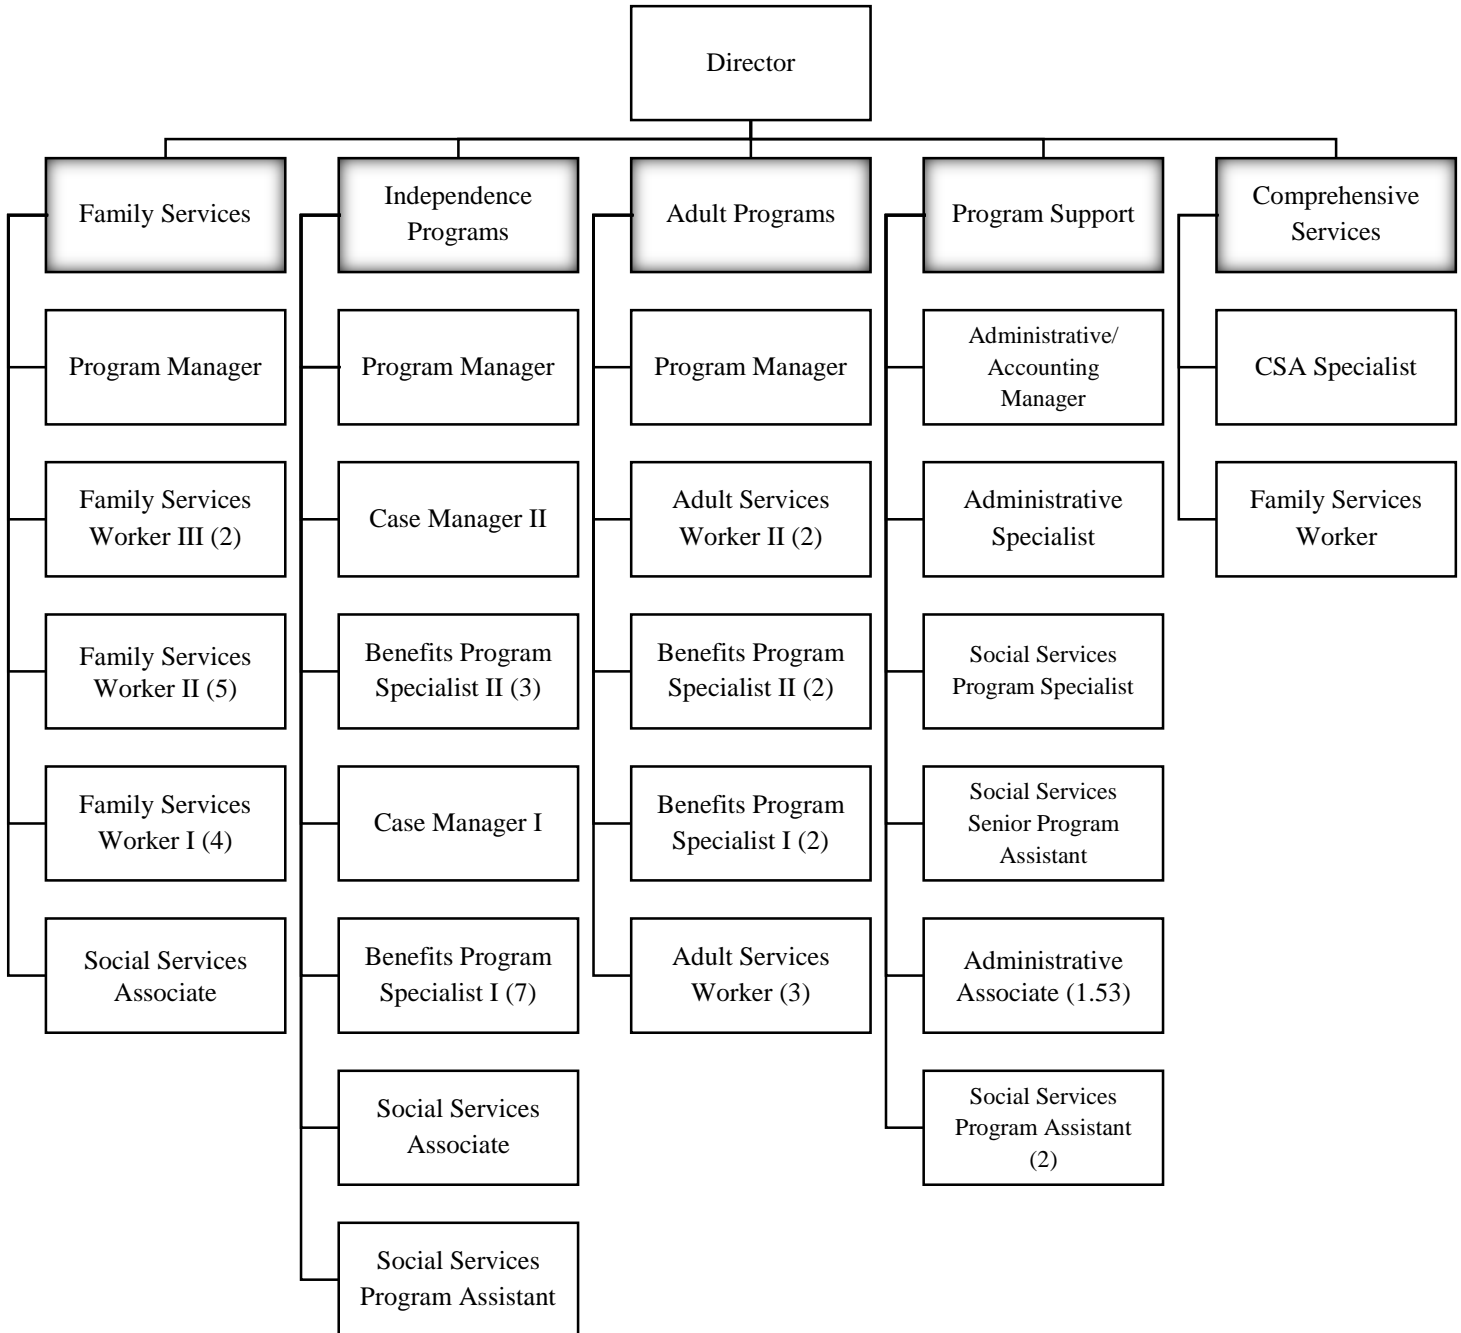 Director
Family Services
Program Manager
Family Services
Worker III (2)
Family Services
Worker II (5)
Family Services
Worker I (4)
Social Services
Associate
Independence
Programs
Program Manager
Case Manager II
Benefits Program
Specialist II (3)
Case Manager I
Benefits Program
Specialist I (7)
Social Services
Associate
Social Services
Program Assistant
Adult Programs
Program Manager
Adult Services
Worker II (2)
Benefits Program
Specialist II (2)
Benefits Program
Specialist I (2)
Adult Services
Worker (3)
Program Support
Administrative/
Accounting
Manager
Administrative
Specialist
Social Services
Program Specialist
Social Services
Senior Program
Assistant
Administrative
Associate (1.53)
Social Services
Program Assistant
(2)
Comprehensive
Services
CSA Specialist
Family Services
Worker